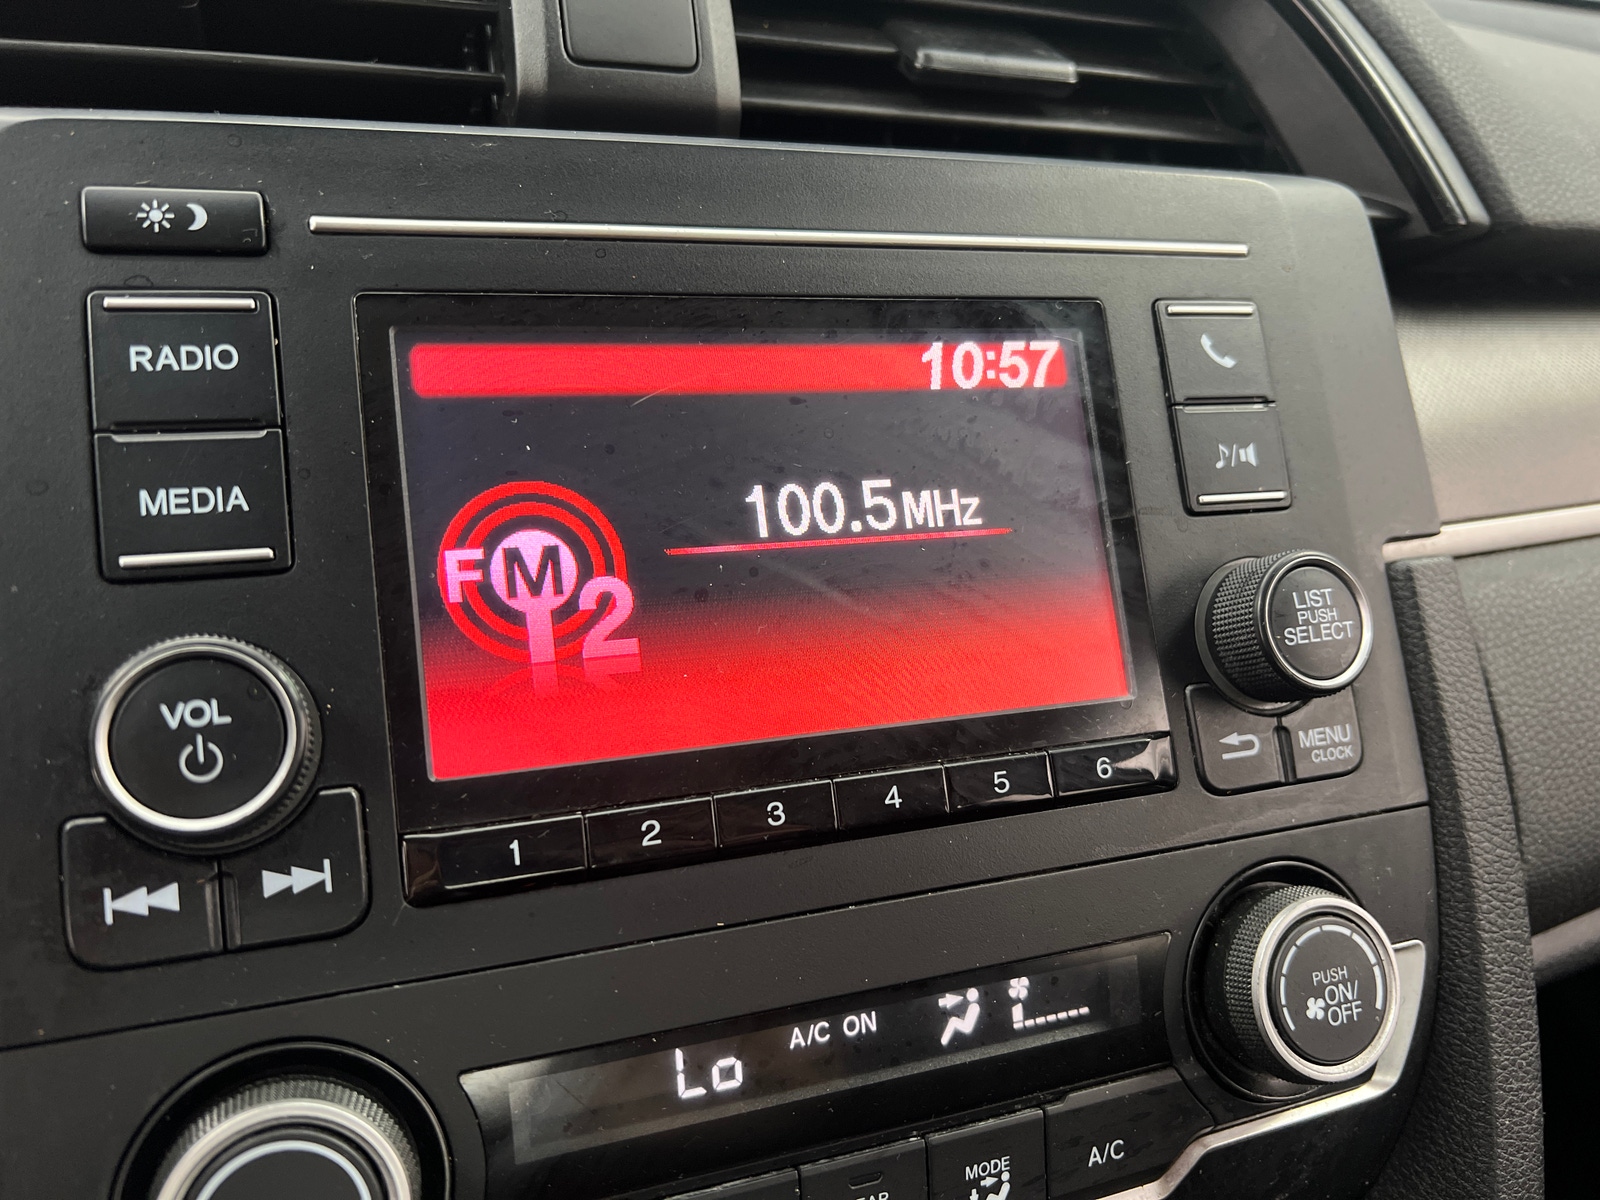 RADIO
MEDIA
VOL
10:57
100.5MHz
FM
2
LIST
PUSH
SELECT
MENU
CLOCK
1 2 3 4 5 6
PUSH
ON/
OFF
A/C ON
Lo
MODE
A/C